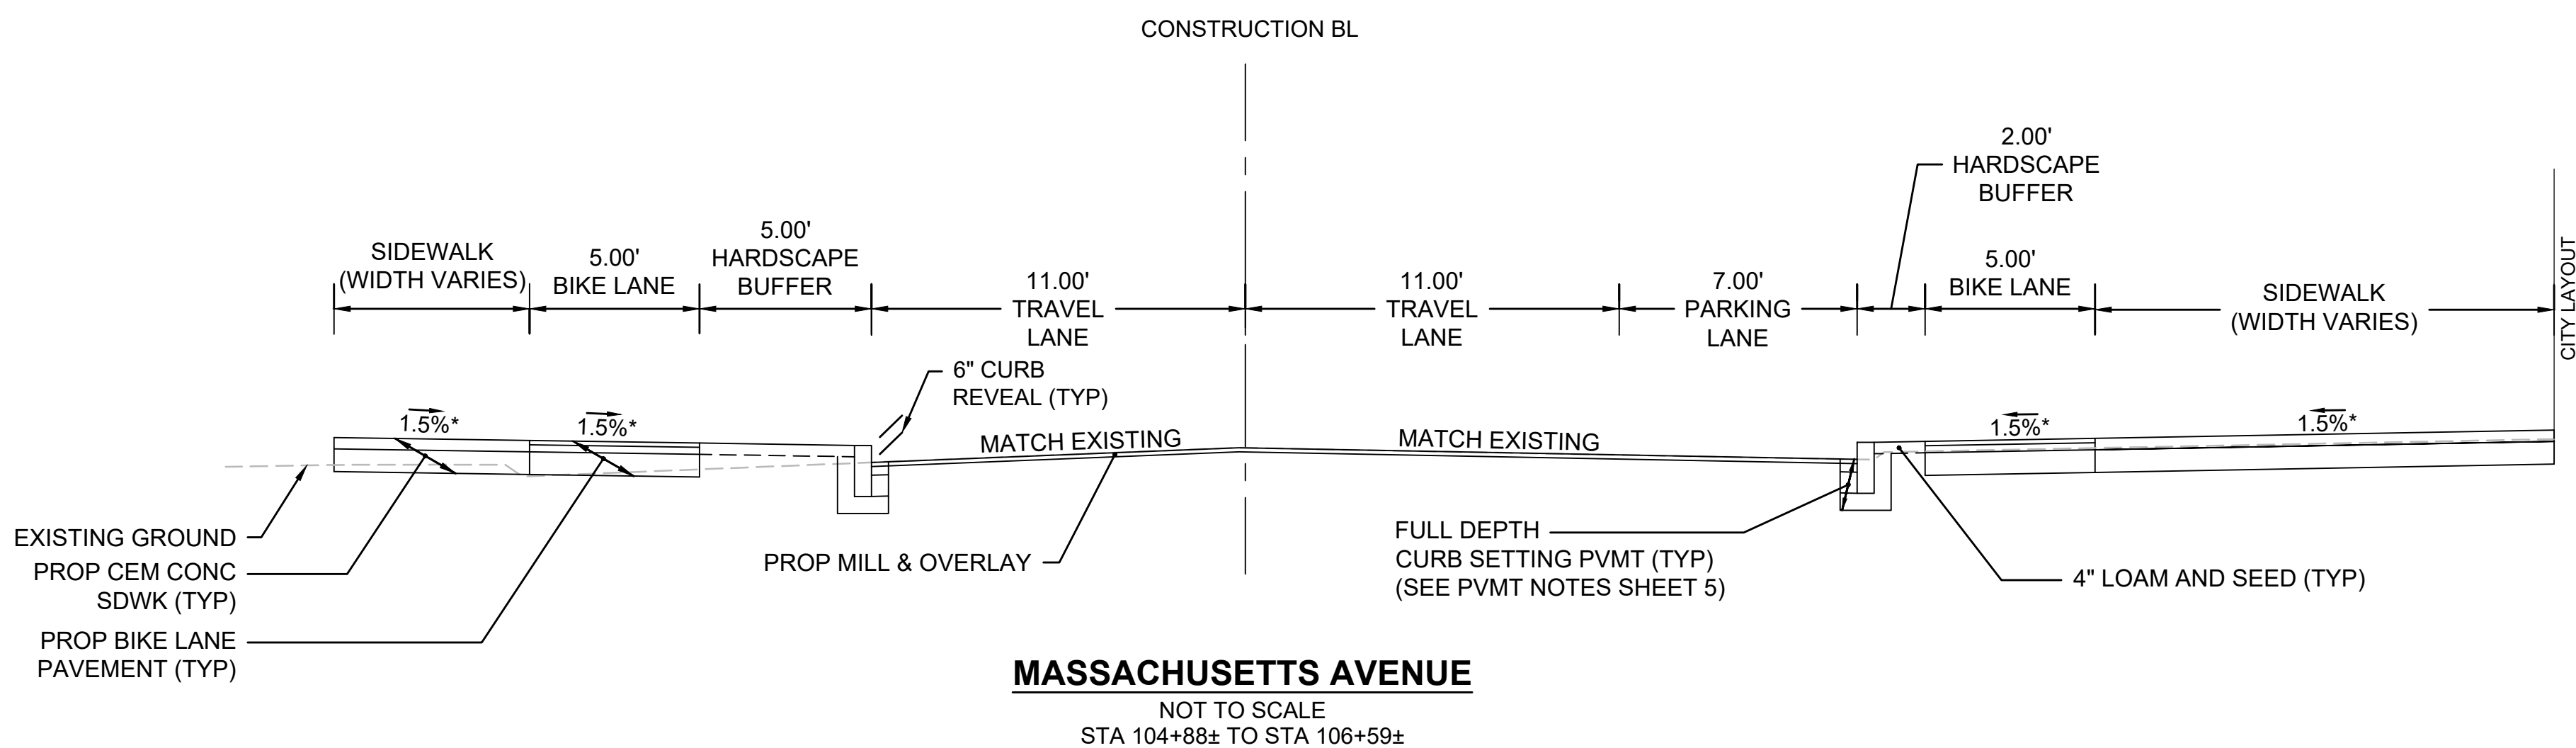 CONSTRUCTION BL
2.00'
HARDSCAPE
BUFFER
SIDEWALK
(WIDTH VARIES)
5.00'
BIKE LANE
5.00'
HARDSCAPE
BUFFER
11.00'
TRAVEL
LANE
11.00'
TRAVEL
LANE
7.00'
PARKING
LANE
5.00'
BIKE LANE
SIDEWALK
(WIDTH VARIES)
CITY LAYOUT
6" CURB
REVEAL (TYP)
1.5%*
1.5%*
MATCH EXISTING
MATCH EXISTING
1.5%*
1.5%*
EXISTING GROUND
PROP CEM CONC
SDWK (TYP)
PROP BIKE LANE
PAVEMENT (TYP)
PROP MILL & OVERLAY
FULL DEPTH
CURB SETTING PVMT (TYP)
(SEE PVMT NOTES SHEET 5)
4" LOAM AND SEED (TYP)
MASSACHUSETTS AVENUE
NOT TO SCALE
STA 104+88± TO STA 106+59±